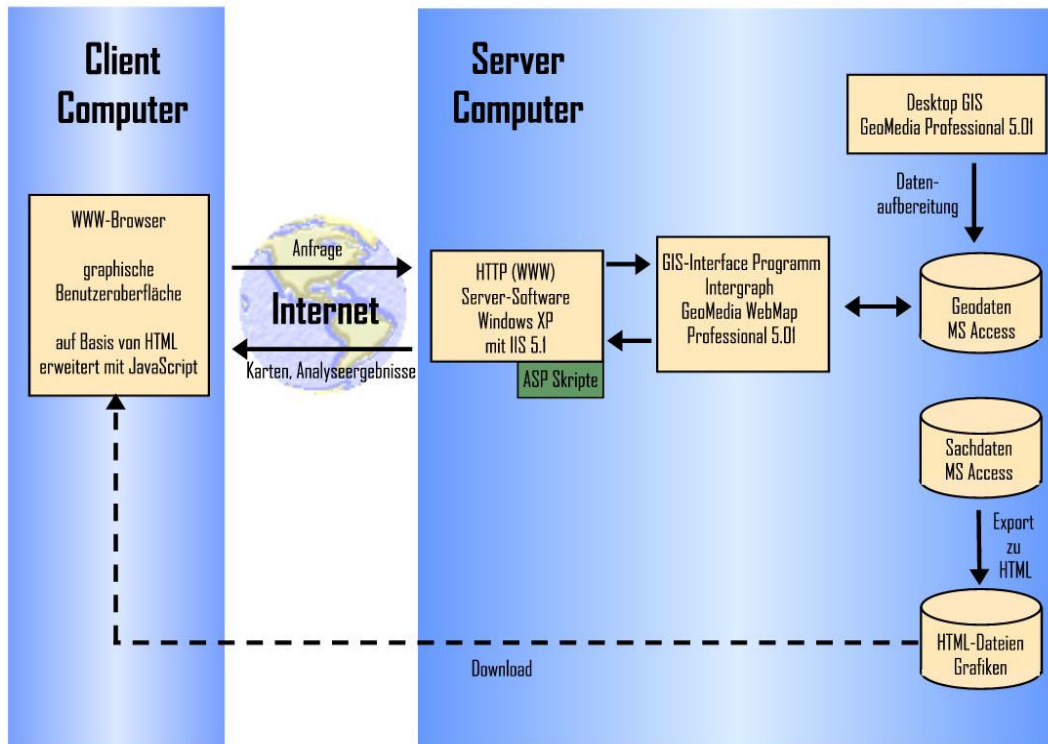 Client
Computer
WWW-Browser
graphische
Benutzeroberfläche
auf Basis von HTML
erweitert mit JavaScript
Anfrage
Internet
Karten, Analyseergebnisse
Server
Computer
HTTP (WWW)
Server-Software
Windows XP
mit IIS 5.1
ASP Skripte
GIS-Interface Programm
Intergraph
GeoMedia WebMap
Professional 5.01
Desktop GIS
GeoMedia Professional 5.01
Daten-
aufbereitung
Geodaten
MS Access
Sachdaten
MS Access
Export
zu
HTML
HTML-Dateien
Grafiken
Download